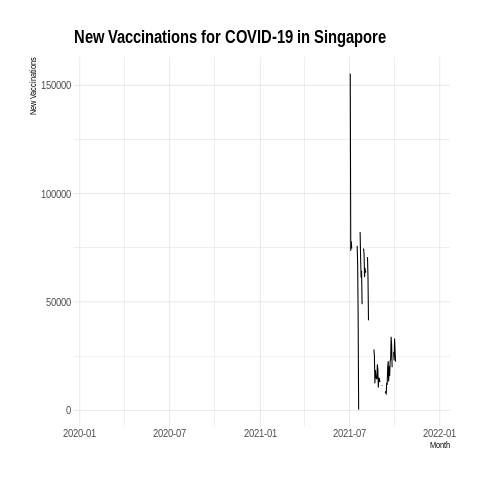 New Vaccinations for COVID-19 in Singapore
New Vaccinations
150000
100000
50000
0
2020-01 2020-07 2021-01 2021-07 2022-01
Month